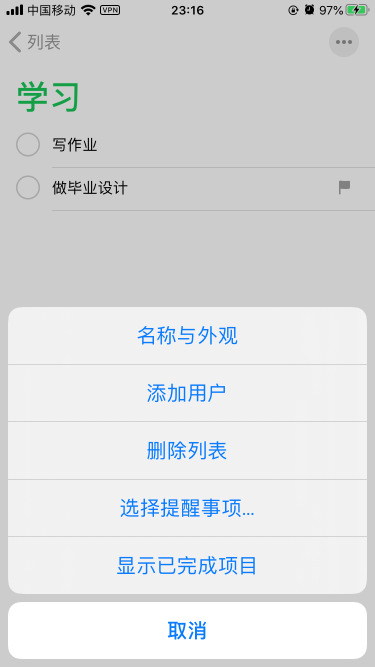 中国移动 VPN 23:16 97%
列表
学习
写作业
做毕业设计
名称与外观
添加用户
删除列表
选择提醒事项...
显示已完成项目
取消